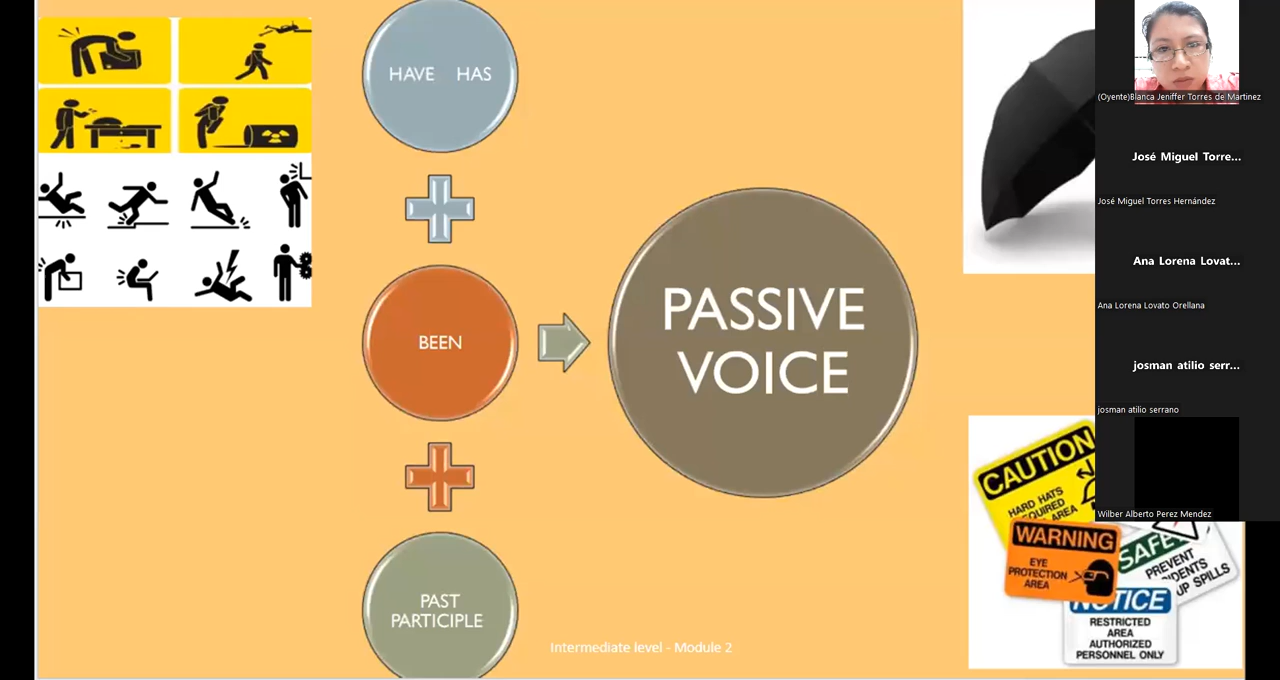 HAVE HAS
BEEN
PAST
PARTICIPLE
PASSIVE
VOICE
Intermediate level - Module 2
CAUTION
HARD HATS
AREA
WARNING
EYE
PROTECTION
AREA
PREVENT
UP SPILLS
NOTICE
RESTRICTED
AREA
AUTHORIZED
PERSONNEL ONLY
(Oyente)Blanca Jeniffer Torres de Martinez
José Miguel Torre...
José Miguel Torres Hernández
Ana Lorena Lovat...
Ana Lorena Lovato Orellana
josman atilio serr...
josman atilio serrano
Wilber Alberto Perez Mendez